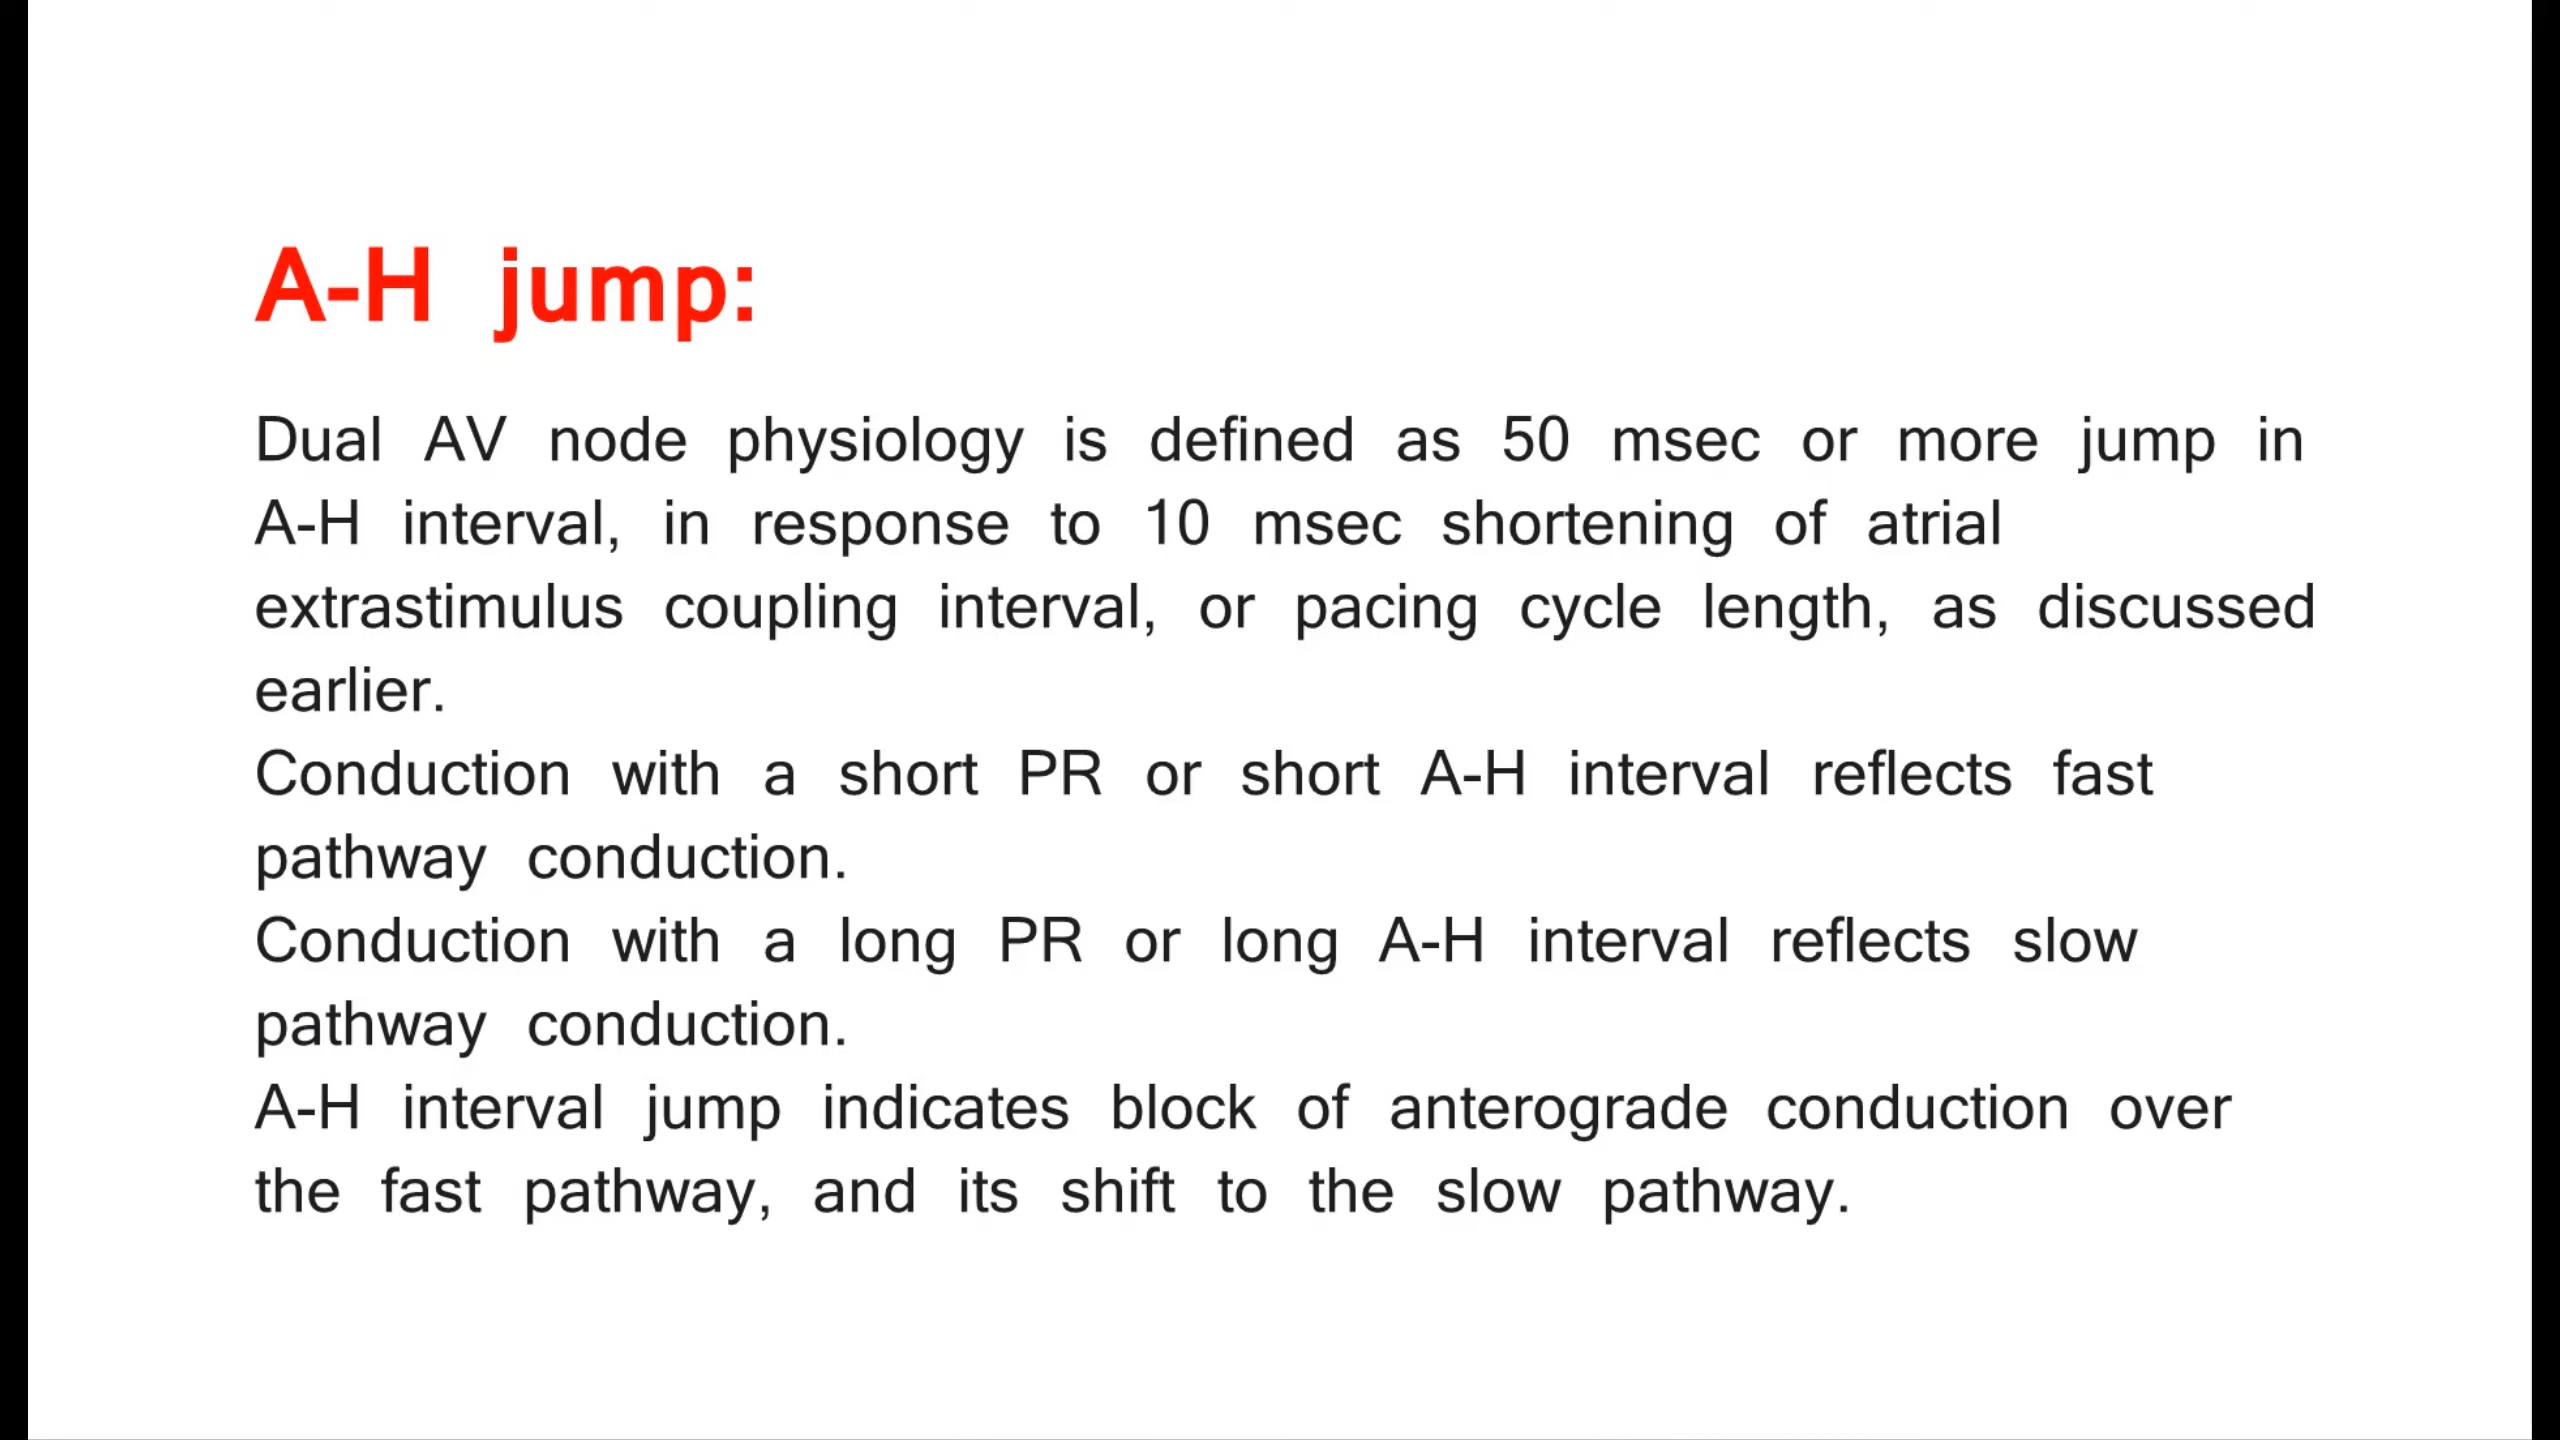 A-H jump:
Dual AV node physiology is defined as 50 msec or more jump in
A-H interval, in response to 10 msec shortening of atrial
extrastimulus coupling interval, or pacing cycle length, as discussed
earlier.
Conduction with a short PR or short A-H interval reflects fast
pathway conduction.
Conduction with a long PR or long A-H interval reflects slow
pathway conduction.
A-H interval jump indicates block of anterograde conduction over
the fast pathway, and its shift to the slow pathway.